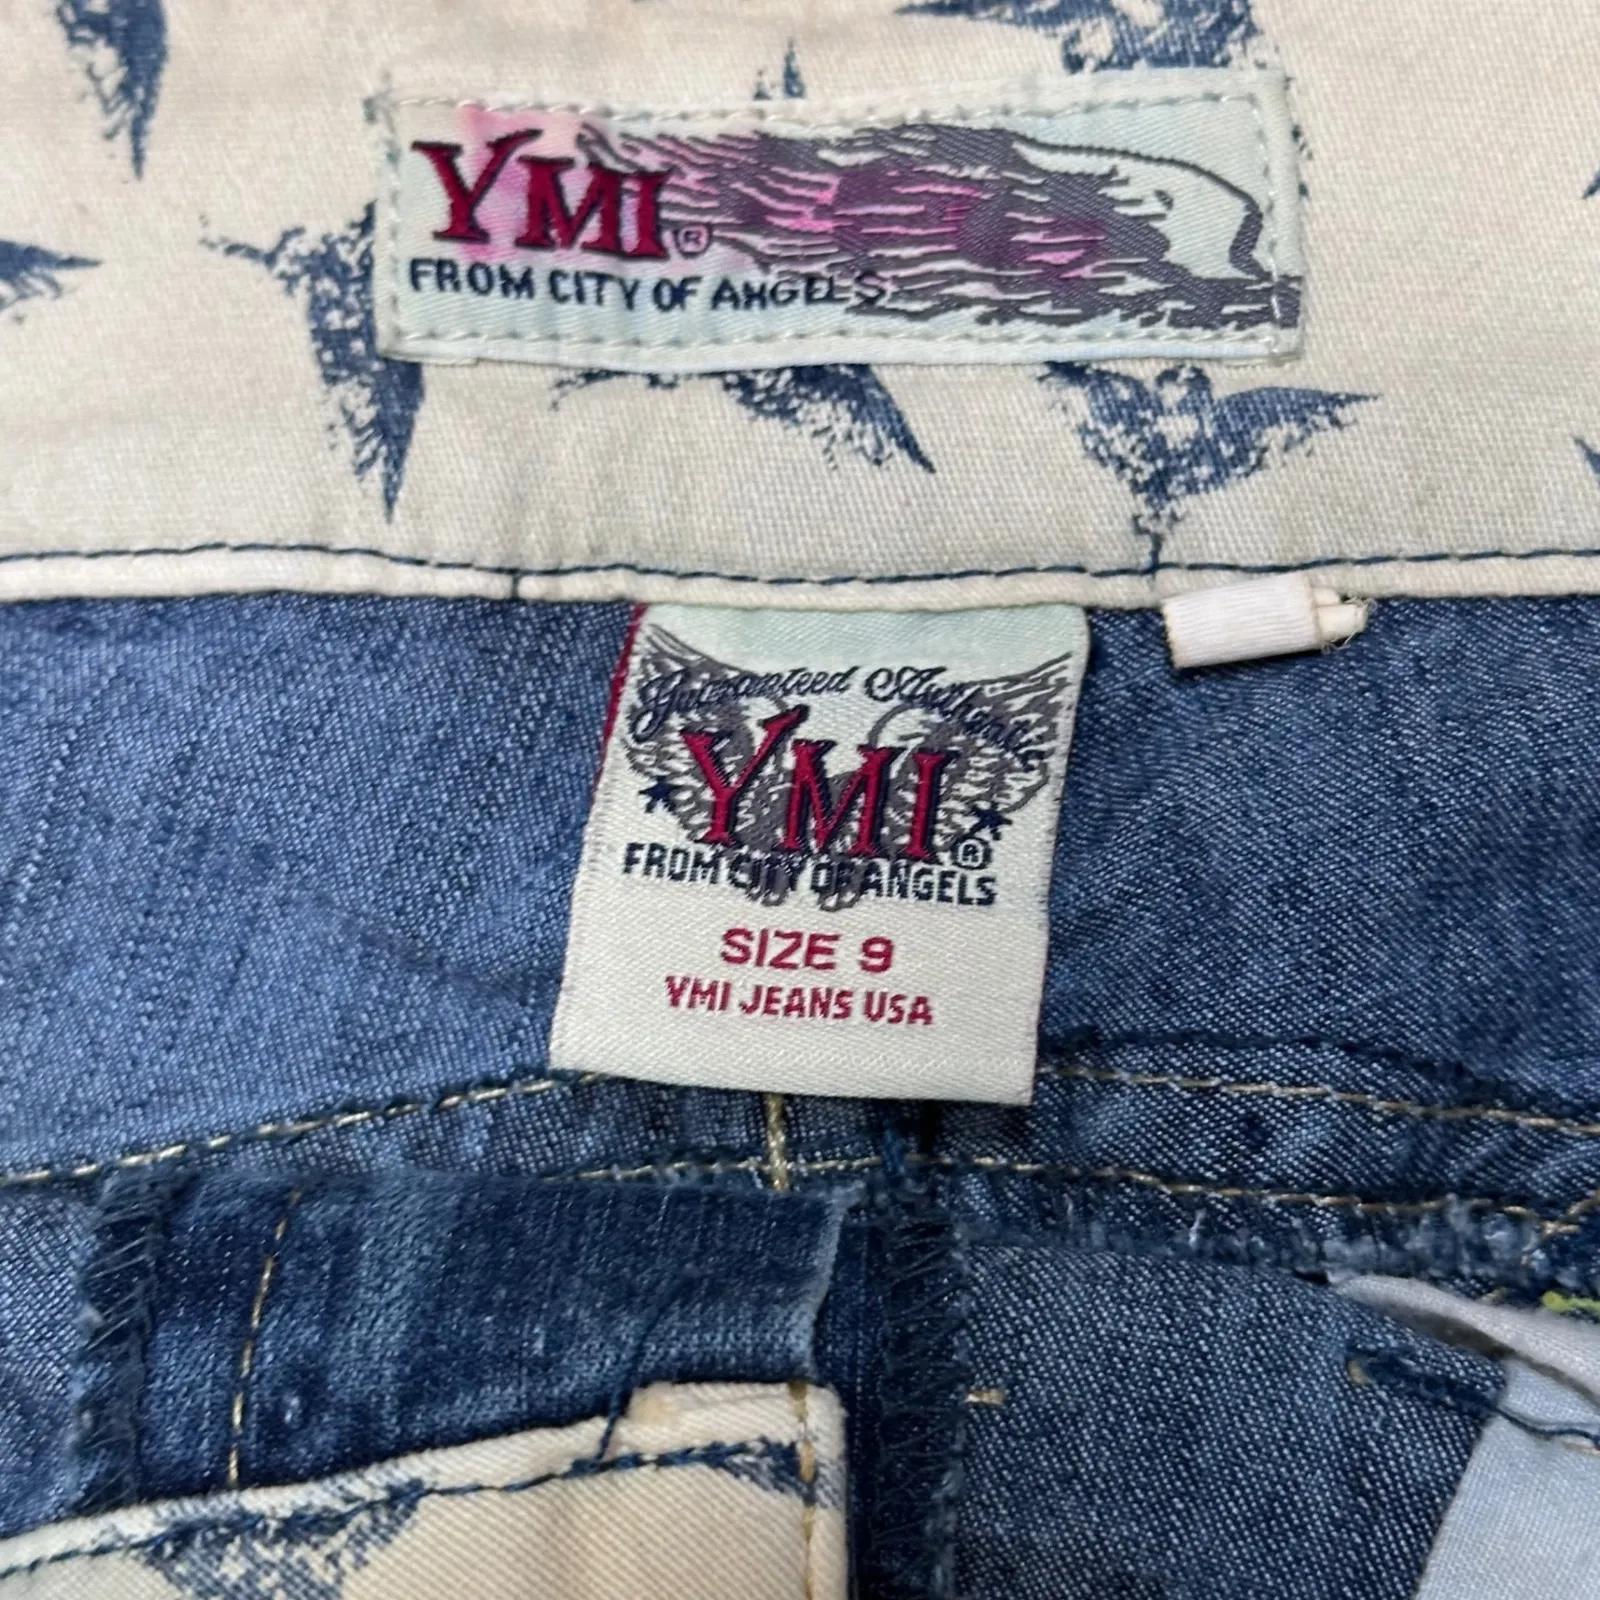 YMI®
FROM CITY OF ANGELS
Guaranteed Authentic
YMI®
FROM CITY OF ANGELS
SIZE 9
YMI JEANS USA